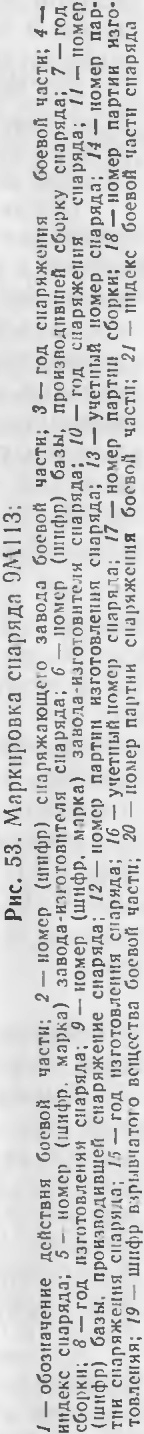 Рис. 53. Маркировка снаряда 9М113:
1 — обозначение действия боевой части; 2 — номер (шифр) снаряжающего завода боевой части; 3 — год снаряжения боевой части; 4 —
индекс снаряда; 5 — номер (шифр, марка) завода-изготовителя снаряда; 6 — номер (шифр) базы, производившей сборку снаряда; 7 — год
сборки; 8 — год изготовления снаряда; 9 — номер (шифр, марка) завода-изготовителя снаряда; 10 — год снаряжения снаряда; 11 — номер
(шифр) базы, производившей снаряжение снаряда; 12 — номер партии изготовления снаряда; 13 — учетный номер снаряда; 14 — номер пар-
тии снаряжения снаряда; 15 — год изготовления снаряда; 16 — учетный номер снаряда; 17 — номер партии сборки; 18 — номер партии изго-
товления; 19 — шифр взрывчатого вещества боевой части; 20 — номер партии снаряжения боевой части; 21 — индекс боевой части снаряда